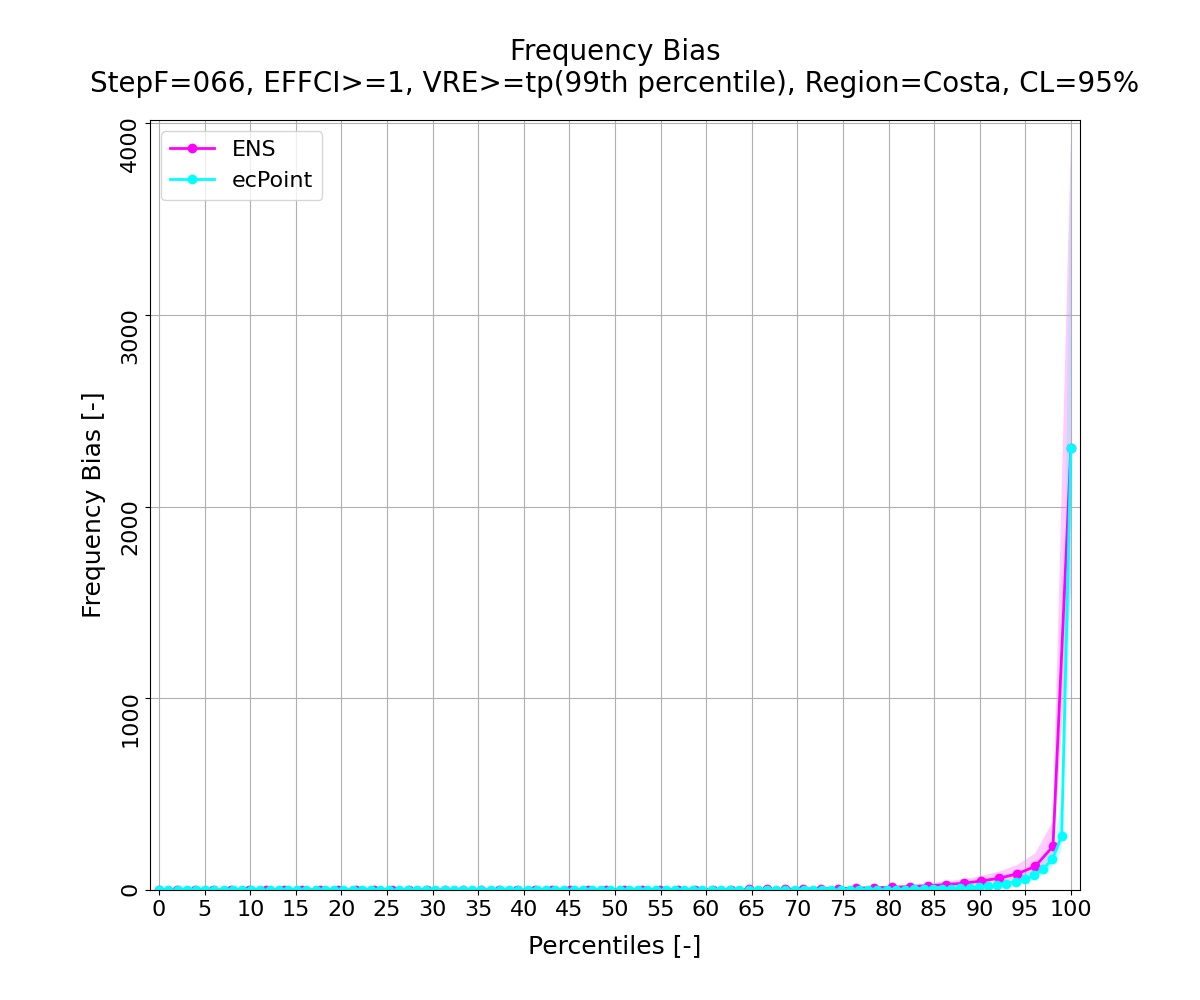 Frequency Bias
StepF=066, EFFCI>=1, VRE>=tp(99th percentile), Region=Costa, CL=95%
ENS
ecPoint
4000
3000
2000
1000
0
Frequency Bias [-]
0 5 10 15 20 25 30 35 40 45 50 55 60 65 70 75 80 85 90 95 100
Percentiles [-]